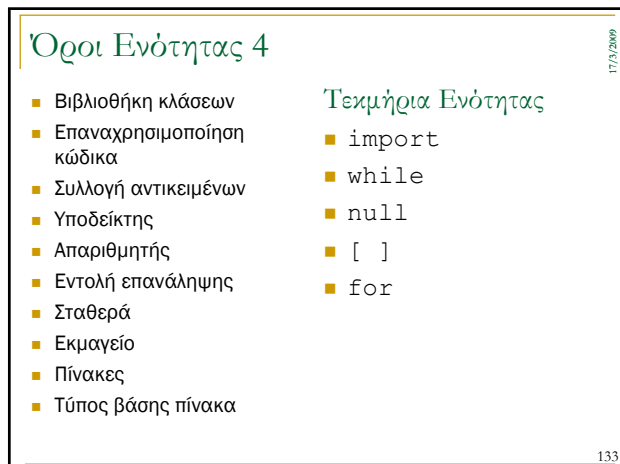 Όροι Ενότητας 4
17/3/2009
Βιβλιοθήκη κλάσεων
Επαναχρησιμοποίηση
κώδικα
Συλλογή αντικειμένων
Υποδείκτης
Απαριθμητής
Εντολή επανάληψης
Σταθερά
Εκμαγείο
Πίνακες
Τύπος βάσης πίνακα
Τεκμήρια Ενότητας
import
while
null
[ ]
for
133